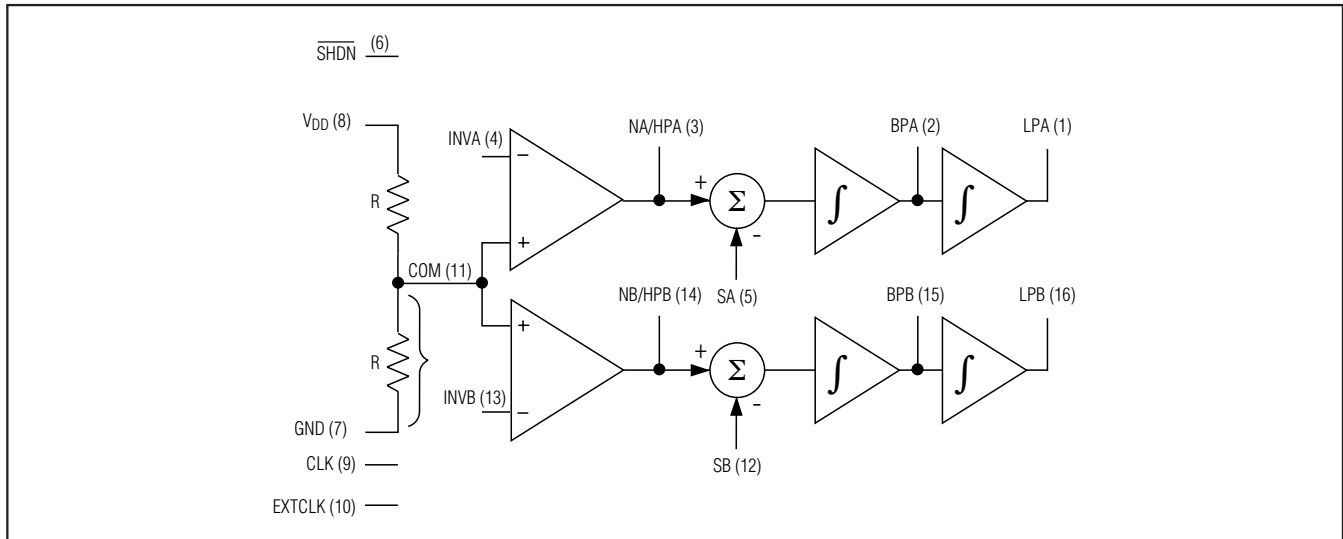 SHDN (6)
VDD (8)
R
COM (11)
R
GND (7)
CLK (9)
EXTCLK (10)
INVA (4)
−
+
NA/HPA (3)
+
Σ
-
SA (5)
∫
BPA (2)
∫
LPA (1)
+
INVB (13)
−
NB/HPB (14)
+
Σ
-
SB (12)
∫
BPB (15)
∫
LPB (16)